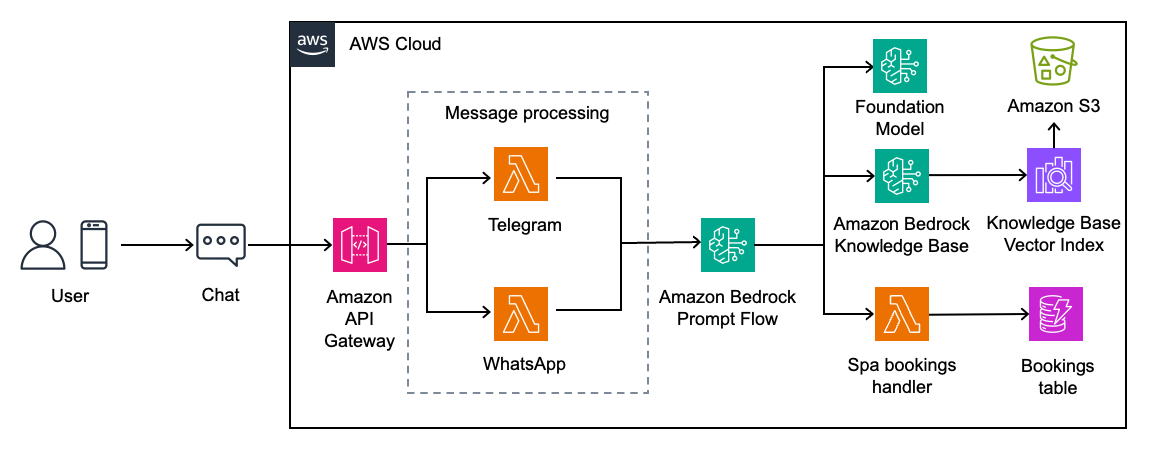 aws
AWS Cloud
Message processing
Telegram
WhatsApp
User
Chat
Amazon
API
Gateway
Amazon Bedrock
Prompt Flow
Foundation
Model
Amazon S3
Amazon Bedrock
Knowledge Base
Knowledge Base
Vector Index
Spa bookings
handler
Bookings
table